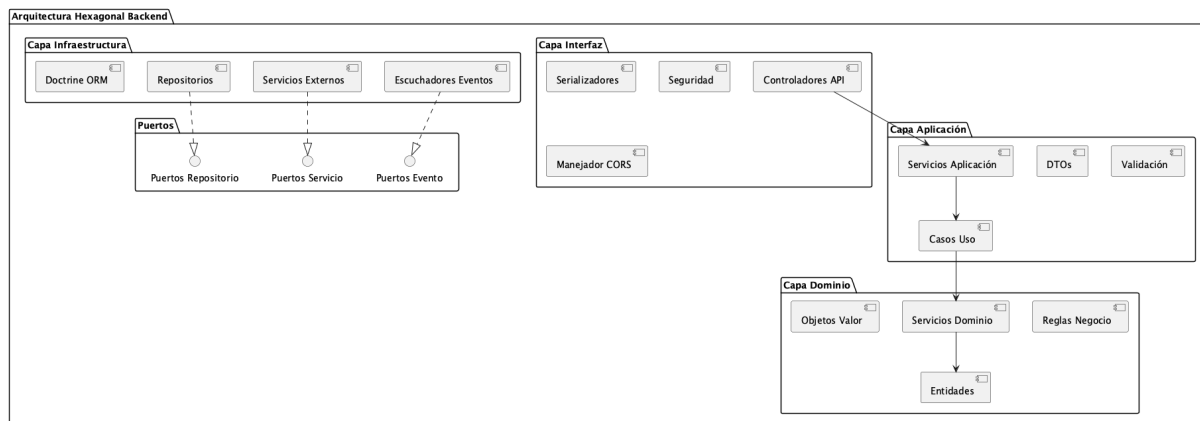 Arquitectura Hexagonal Backend
Capa Infraestructura
Doctrine ORM
Repositorios
Servicios Externos
Escuchadores Eventos
Puertos
Puertos Repositorio
Puertos Servicio
Puertos Evento
Capa Interfaz
Serializadores
Seguridad
Controladores API
Manejador CORS
Capa Aplicación
Servicios Aplicación
DTOs
Validación
Casos Uso
Capa Dominio
Objetos Valor
Servicios Dominio
Reglas Negocio
Entidades